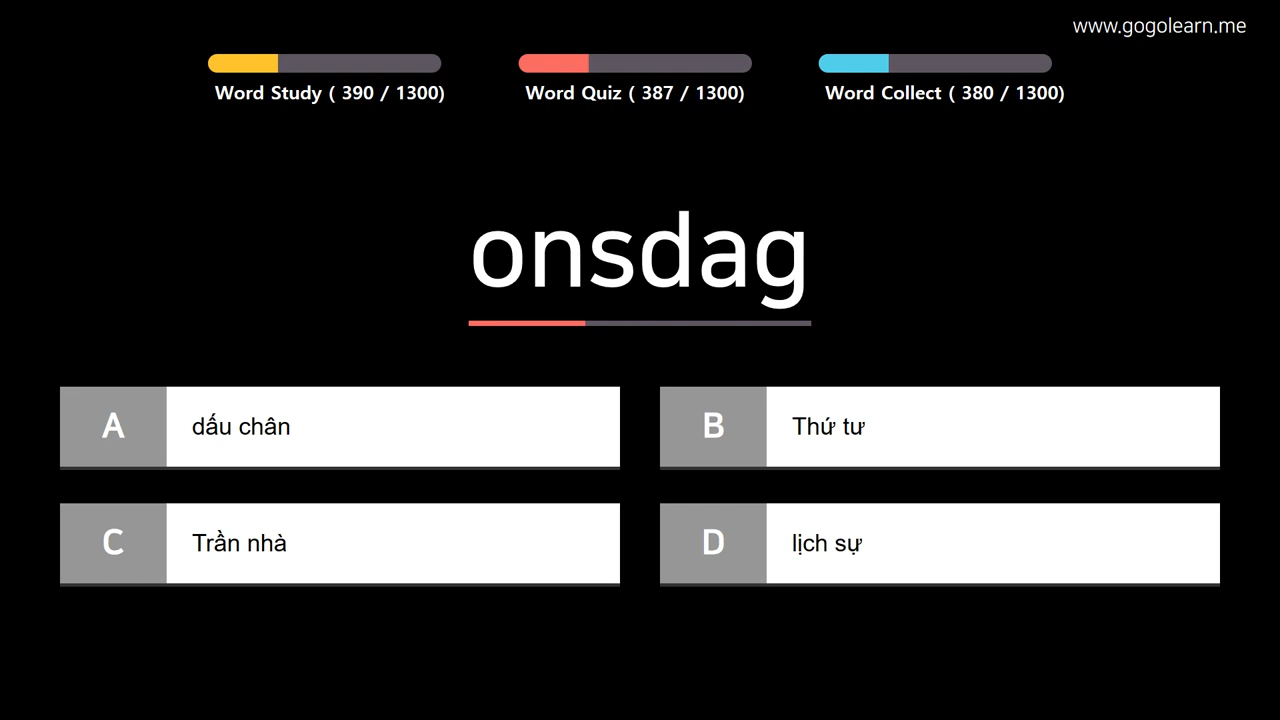 www.gogolearn.me
Word Study ( 390 / 1300)
Word Quiz ( 387 / 1300)
Word Collect ( 380 / 1300)
onsdag
A
dấu chân
B
Thứ tư
C
Trần nhà
D
lịch sự